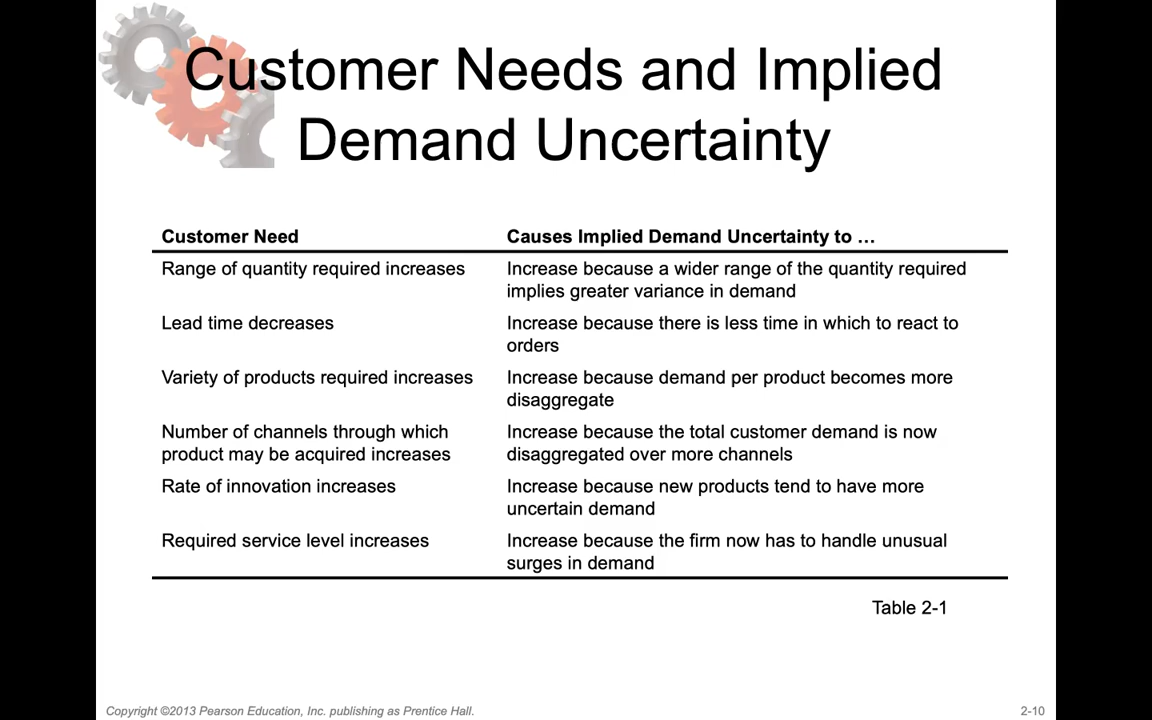 Customer Needs and Implied
Demand Uncertainty
Customer Need
Causes Implied Demand Uncertainty to …
Range of quantity required increases
Increase because a wider range of the quantity required
implies greater variance in demand
Lead time decreases
Increase because there is less time in which to react to
orders
Variety of products required increases
Increase because demand per product becomes more
disaggregate
Number of channels through which
product may be acquired increases
Increase because the total customer demand is now
disaggregated over more channels
Rate of innovation increases
Increase because new products tend to have more
uncertain demand
Required service level increases
Increase because the firm now has to handle unusual
surges in demand
Table 2-1
Copyright ©2013 Pearson Education, Inc. publishing as Prentice Hall.
2-10